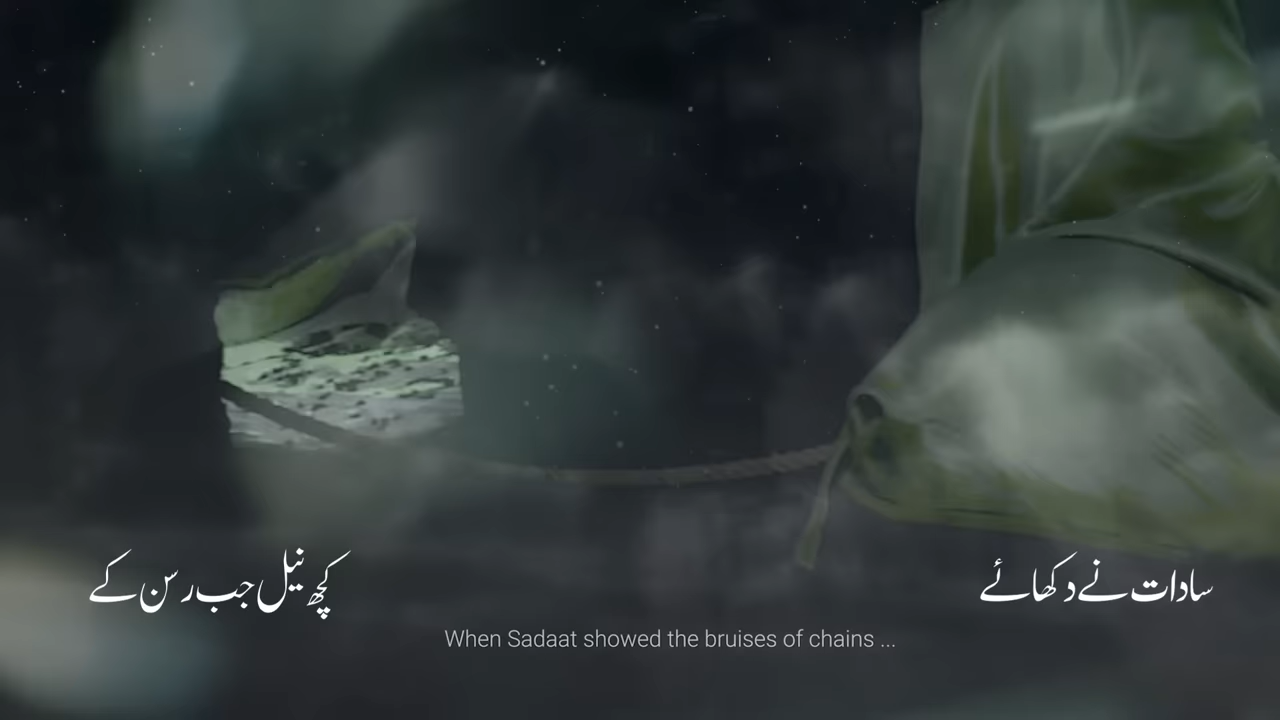 سادات نے دکھائے کچھ نیل جب رسن کے
When Sadaat showed the bruises of chains ...